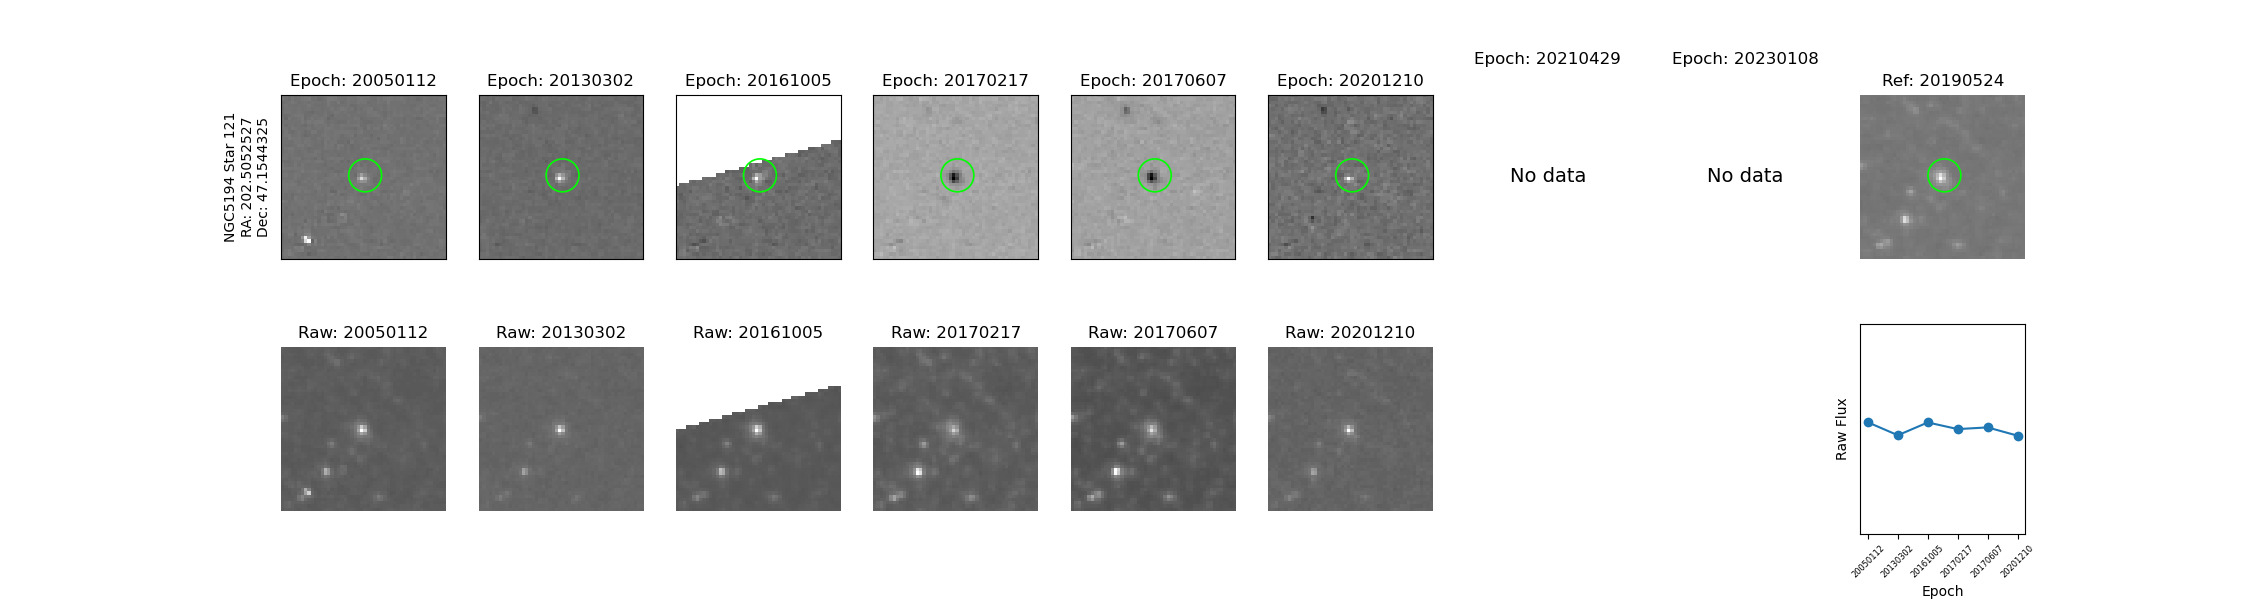 NGC5194 Star 121
RA: 202.5052527
Dec: 47.1544325
Epoch: 20050112
Epoch: 20130302
Epoch: 20161005
Epoch: 20170217
Epoch: 20170607
Epoch: 20201210
Epoch: 20210429
Epoch: 20230108
Ref: 20190524
No data
No data
Raw: 20050112
Raw: 20130302
Raw: 20161005
Raw: 20170217
Raw: 20170607
Raw: 20201210
Raw Flux
20050112
20130302
20161005
20170217
20170607
20201210
Epoch